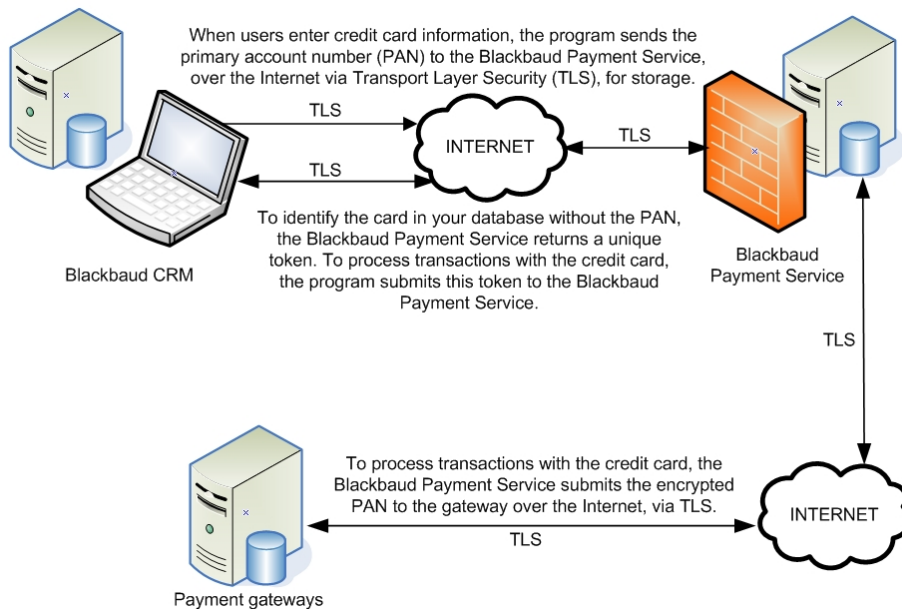 When users enter credit card information, the program sends the
primary account number (PAN) to the Blackbaud Payment Service,
over the Internet via Transport Layer Security (TLS), for storage.
TLS
INTERNET
TLS
TLS
To identify the card in your database without the PAN,
the Blackbaud Payment Service returns a unique
token. To process transactions with the credit card,
the program submits this token to the Blackbaud
Payment Service.
Blackbaud CRM
Blackbaud
Payment Service
TLS
To process transactions with the credit card, the
Blackbaud Payment Service submits the encrypted
PAN to the gateway over the Internet, via TLS.
TLS
INTERNET
Payment gateways